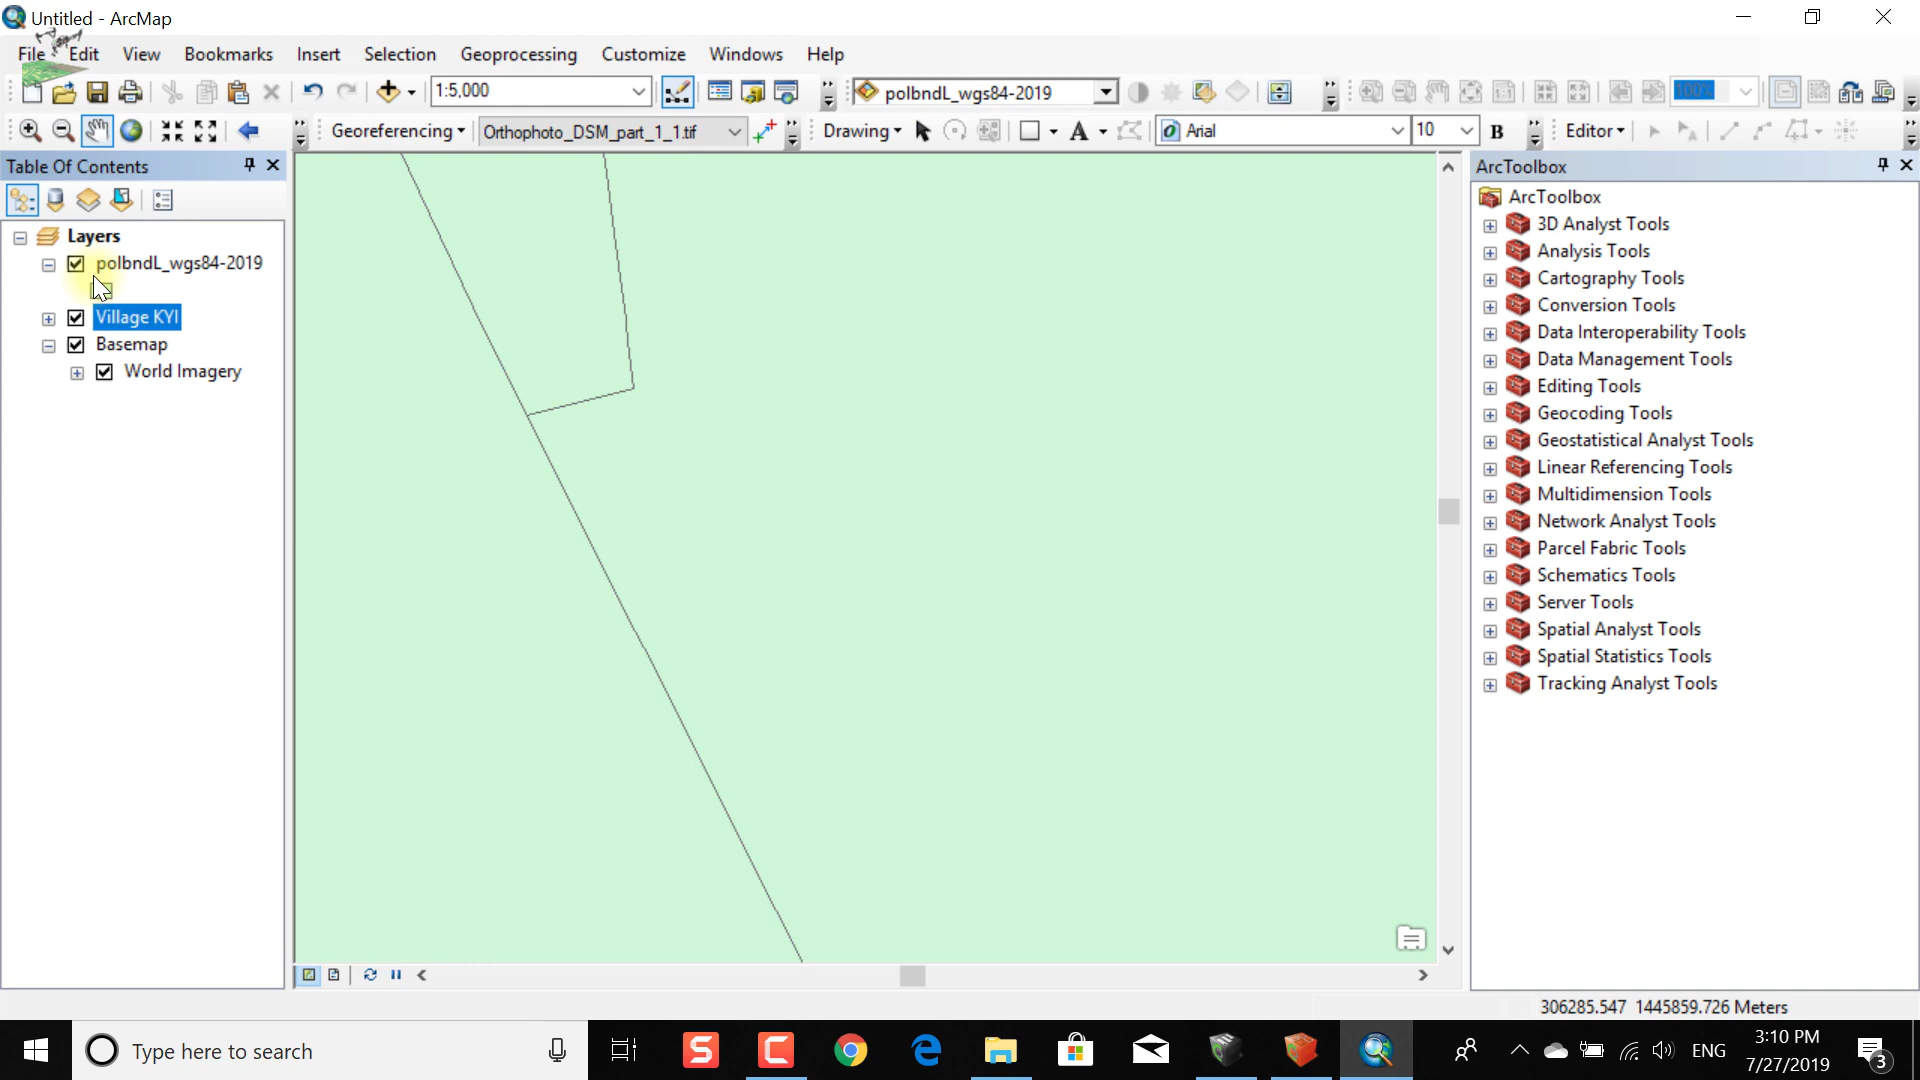 Untitled - ArcMap
File Edit View Bookmarks Insert Selection Geoprocessing Customize Windows Help
1:5,000 polbndL_wgs84-2019 100%
Georeferencing Orthophoto_DSM_part_1_1.tif Drawing A Arial 10 B Editor
Table Of Contents
Layers
polbndL_wgs84-2019
Village KYI
Basemap
World Imagery
ArcToolbox
ArcToolbox
3D Analyst Tools
Analysis Tools
Cartography Tools
Conversion Tools
Data Interoperability Tools
Data Management Tools
Editing Tools
Geocoding Tools
Geostatistical Analyst Tools
Linear Referencing Tools
Multidimension Tools
Network Analyst Tools
Parcel Fabric Tools
Schematics Tools
Server Tools
Spatial Analyst Tools
Spatial Statistics Tools
Tracking Analyst Tools
306285.547 1445859.726 Meters
Type here to search
ENG
3:10 PM
7/27/2019
3